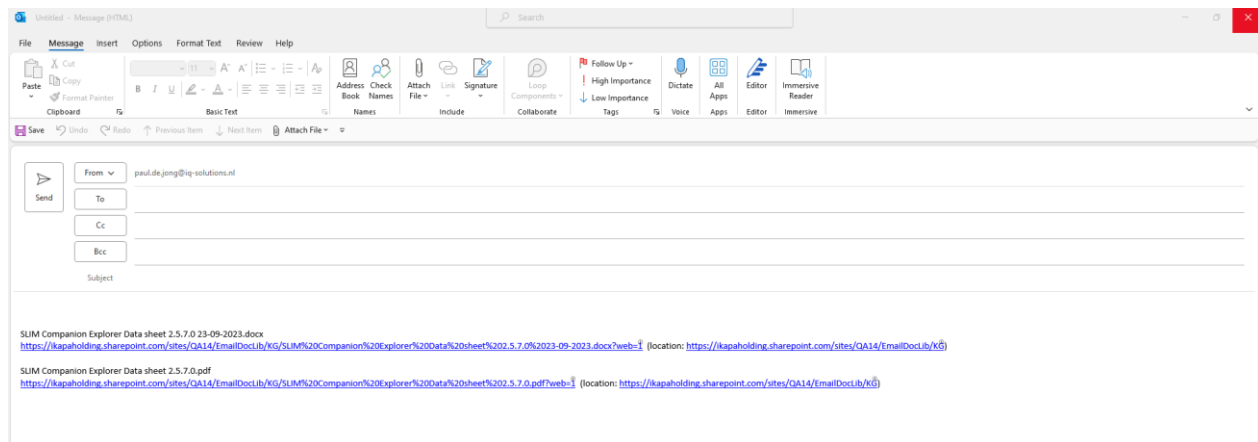 Untitled - Message (HTML)
Search
File Message Insert Options Format Text Review Help
Paste
Cut
Copy
Format Painter
Clipboard
11
A A
B I U A
Basic Text
Address Book
Check Names
Names
Attach File
Link
Signature
Include
Loop Components
Collaborate
Follow Up
High Importance
Low Importance
Tags
Dictate
Voice
All Apps
Apps
Editor
Editor
Immersive Reader
Immersive
Save Undo Redo Previous Item Next Item Attach File
Send
From paul.de.jong@iq-solutions.nl
To
Cc
Bcc
Subject
SLIM Companion Explorer Data sheet 2.5.7.0 23-09-2023.docx
https://ikapaholding.sharepoint.com/sites/QA14/EmailDocLib/KG/SLIM%20Companion%20Explorer%20Data%20sheet%202.5.7.0%2023-09-2023.docx?web=1 (location: https://ikapaholding.sharepoint.com/sites/QA14/EmailDocLib/KG)
SLIM Companion Explorer Data sheet 2.5.7.0.pdf
https://ikapaholding.sharepoint.com/sites/QA14/EmailDocLib/KG/SLIM%20Companion%20Explorer%20Data%20sheet%202.5.7.0.pdf?web=1 (location: https://ikapaholding.sharepoint.com/sites/QA14/EmailDocLib/KG)